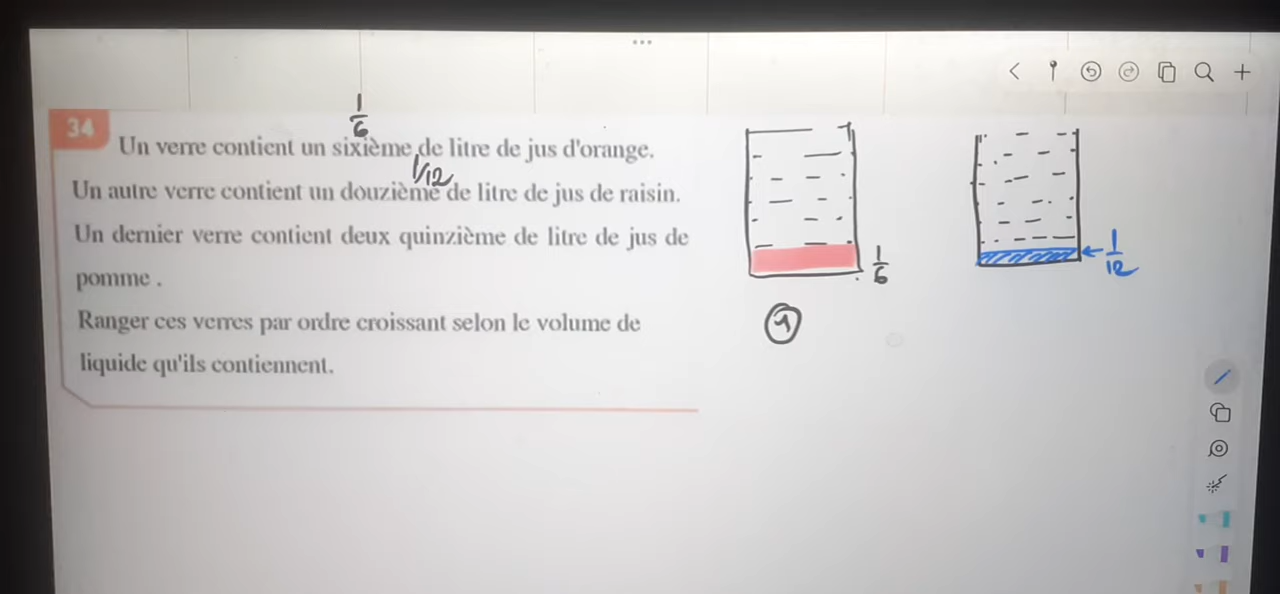 34
1/6
Un verre contient un sixième de litre de jus d'orange.
1/12
Un autre verre contient un douzième de litre de jus de raisin.
Un dernier verre contient deux quinzième de litre de jus de
pomme .
Ranger ces verres par ordre croissant selon le volume de
liquide qu'ils contiennent.
1/6
1/12
1